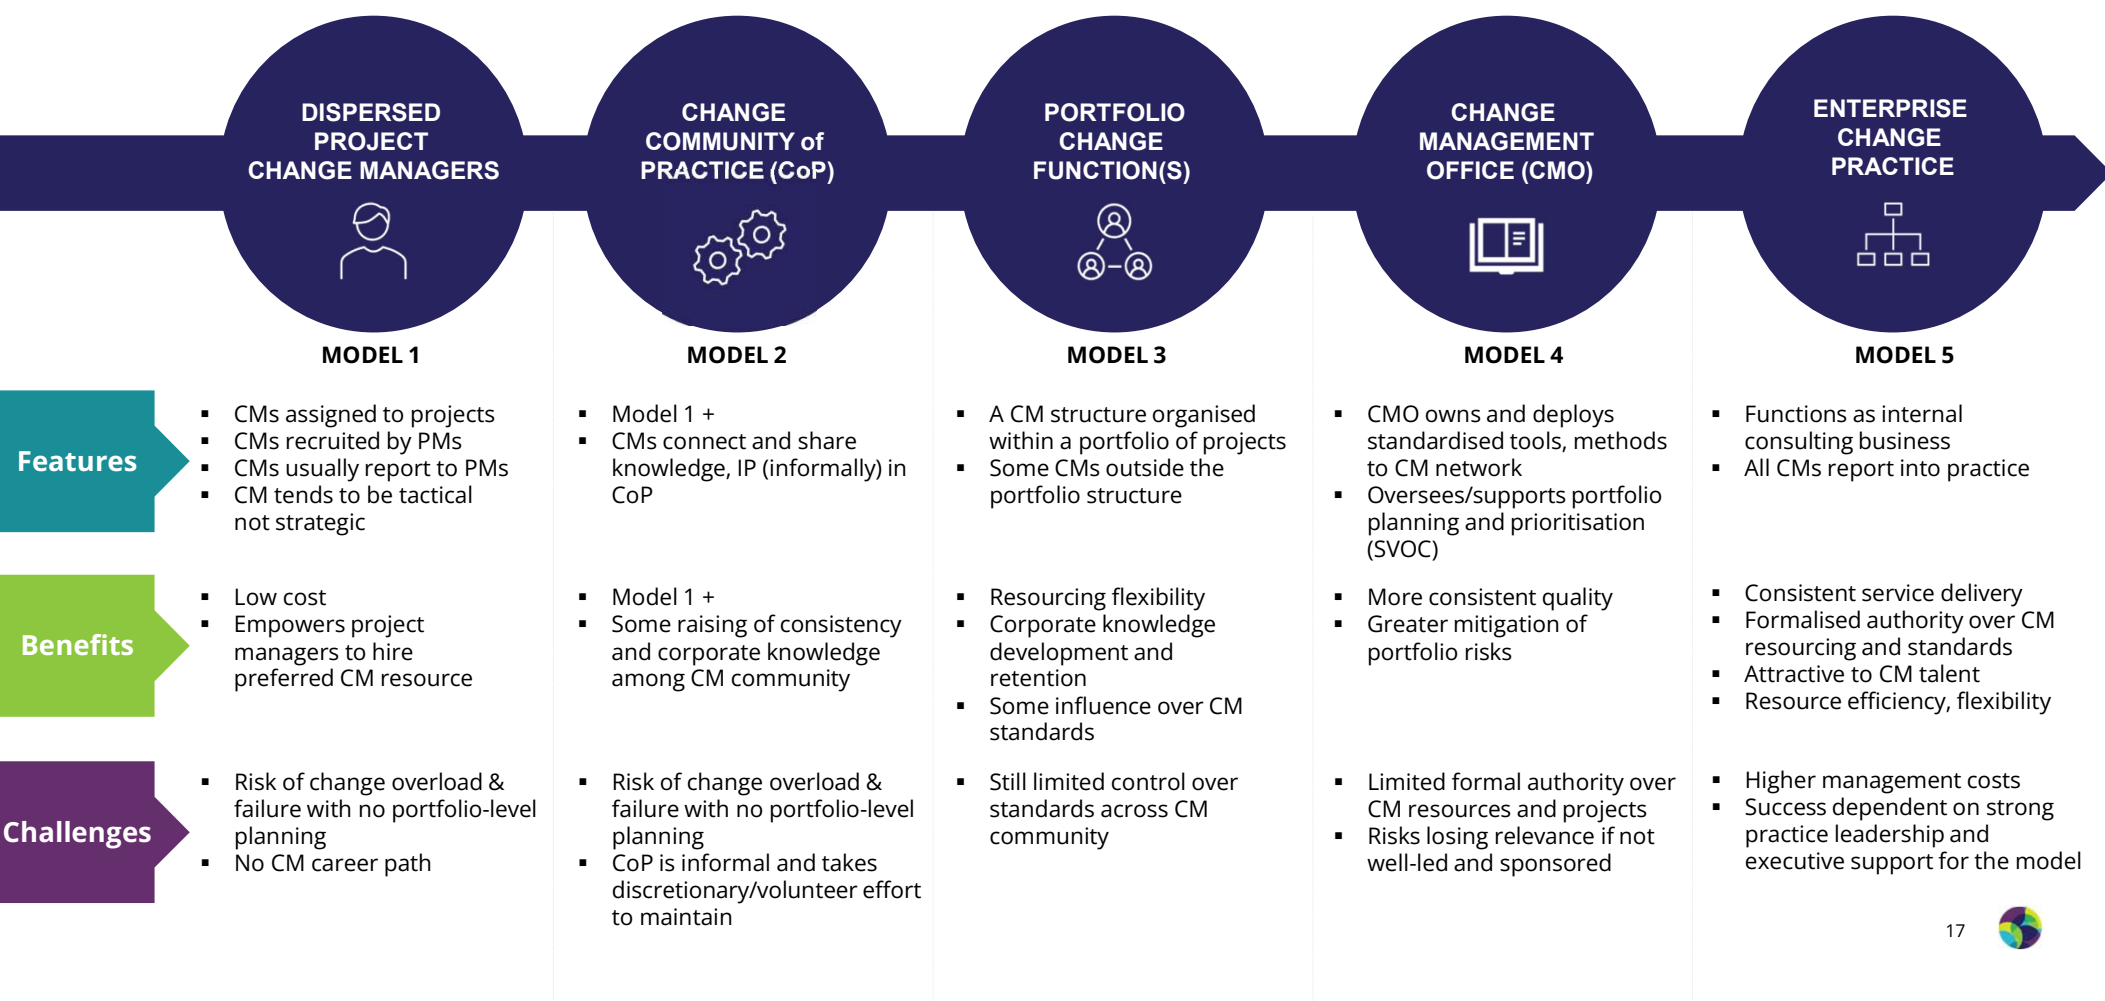 DISPERSED
PROJECT
CHANGE MANAGERS
CHANGE
COMMUNITY of
PRACTICE (CoP)
PORTFOLIO
CHANGE
FUNCTION(S)
CHANGE
MANAGEMENT
OFFICE (CMO)
ENTERPRISE
CHANGE
PRACTICE
MODEL 1
MODEL 2
MODEL 3
MODEL 4
MODEL 5
Features
▪ CMs assigned to projects
▪ CMs recruited by PMs
▪ CMs usually report to PMs
▪ CM tends to be tactical
not strategic
▪ Model 1 +
▪ CMs connect and share
knowledge, IP (informally) in
CoP
▪ A CM structure organised
within a portfolio of projects
▪ Some CMs outside the
portfolio structure
▪ CMO owns and deploys
standardised tools, methods
to CM network
▪ Oversees/supports portfolio
planning and prioritisation
(SVOC)
▪ Functions as internal
consulting business
▪ All CMs report into practice
Benefits
▪ Low cost
▪ Empowers project
managers to hire
preferred CM resource
▪ Model 1 +
▪ Some raising of consistency
and corporate knowledge
among CM community
▪ Resourcing flexibility
▪ Corporate knowledge
development and
retention
▪ Some influence over CM
standards
▪ More consistent quality
▪ Greater mitigation of
portfolio risks
▪ Consistent service delivery
▪ Formalised authority over CM
resourcing and standards
▪ Attractive to CM talent
▪ Resource efficiency, flexibility
Challenges
▪ Risk of change overload &
failure with no portfolio-level
planning
▪ No CM career path
▪ Risk of change overload &
failure with no portfolio-level
planning
▪ CoP is informal and takes
discretionary/volunteer effort
to maintain
▪ Still limited control over
standards across CM
community
▪ Limited formal authority over
CM resources and projects
▪ Risks losing relevance if not
well-led and sponsored
▪ Higher management costs
▪ Success dependent on strong
practice leadership and
executive support for the model
17